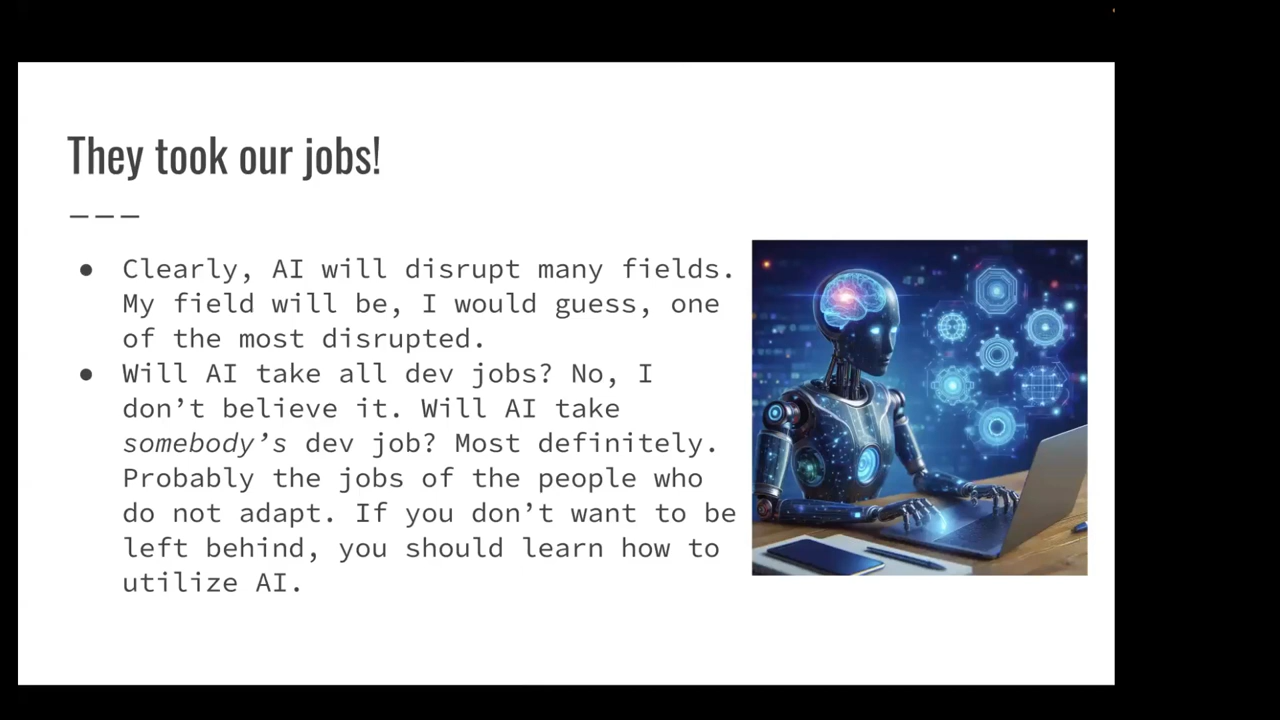 They took our jobs!
● Clearly, AI will disrupt many fields.
My field will be, I would guess, one
of the most disrupted.
● Will AI take all dev jobs? No, I
don’t believe it. Will AI take
somebody’s dev job? Most definitely.
Probably the jobs of the people who
do not adapt. If you don’t want to be
left behind, you should learn how to
utilize AI.